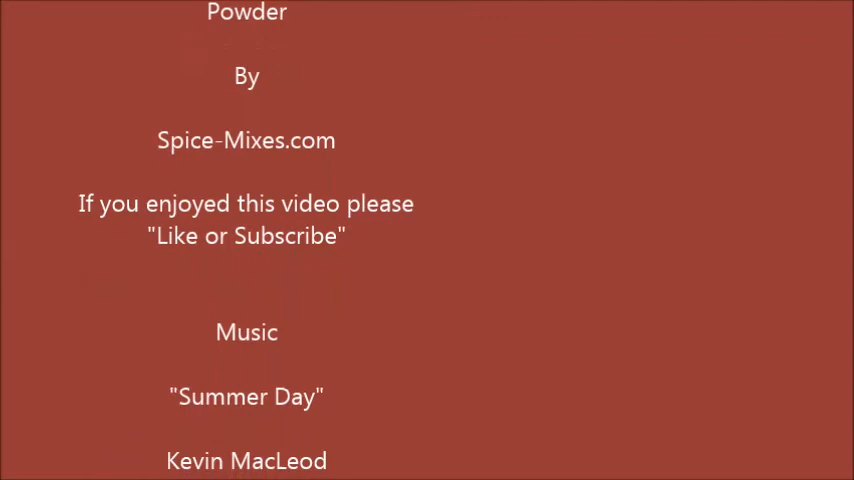 Powder
By
Spice-Mixes.com
If you enjoyed this video please
"Like or Subscribe"
Music
"Summer Day"
Kevin MacLeod